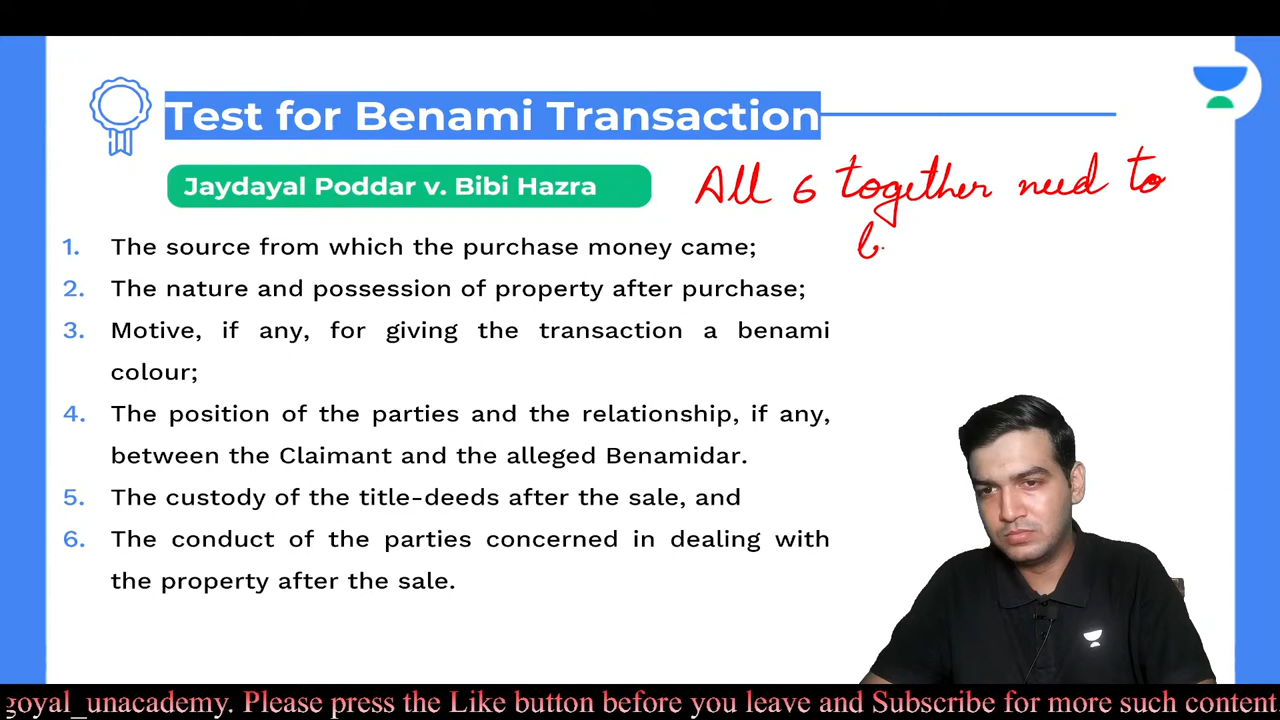 Test for Benami Transaction
Jaydayal Poddar v. Bibi Hazra
All 6 together need to
b
1. The source from which the purchase money came;
2. The nature and possession of property after purchase;
3. Motive, if any, for giving the transaction a benami
colour;
4. The position of the parties and the relationship, if any,
between the Claimant and the alleged Benamidar.
5. The custody of the title-deeds after the sale, and
6. The conduct of the parties concerned in dealing with
the property after the sale.
goyal_unacademy. Please press the Like button before you leave and Subscribe for more such content.